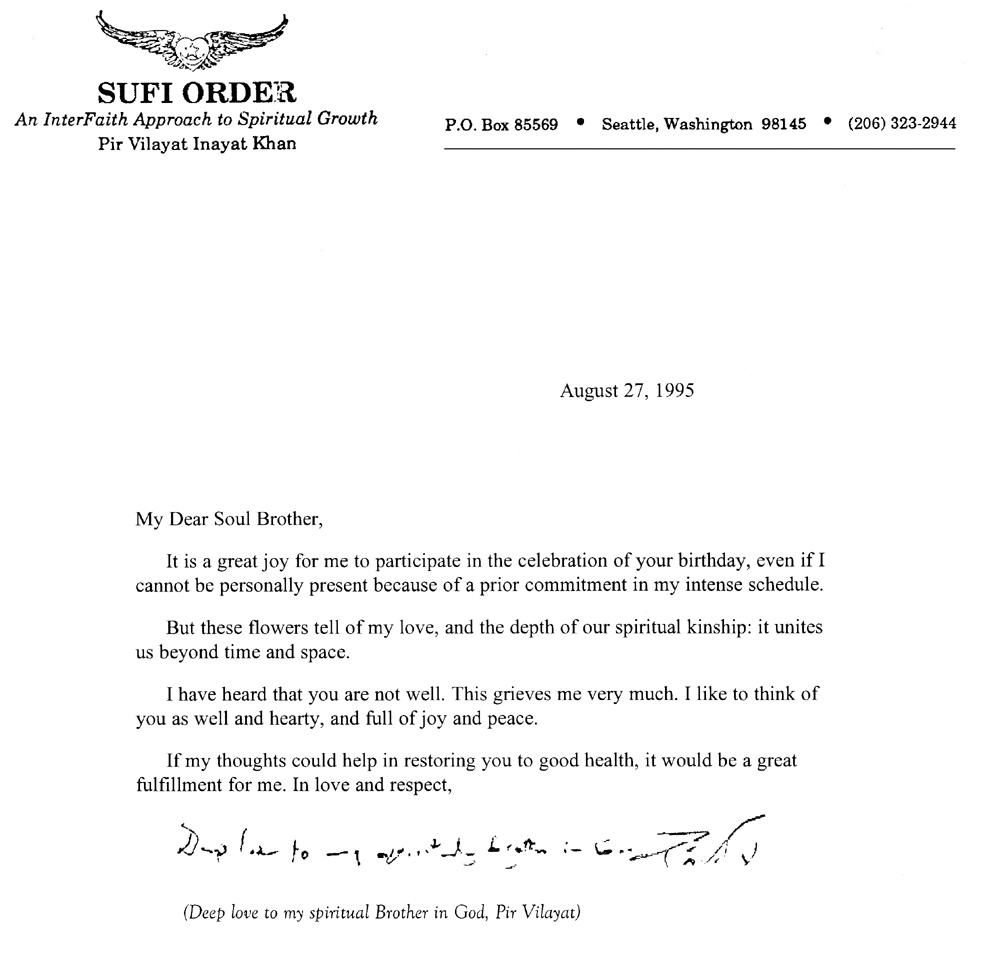 SUFI ORDER
An InterFaith Approach to Spiritual Growth
Pir Vilayat Inayat Khan
P.O. Box 85569 • Seattle, Washington 98145 • (206) 323-2944
August 27, 1995
My Dear Soul Brother,
It is a great joy for me to participate in the celebration of your birthday, even if I
cannot be personally present because of a prior commitment in my intense schedule.
But these flowers tell of my love, and the depth of our spiritual kinship: it unites
us beyond time and space.
I have heard that you are not well. This grieves me very much. I like to think of
you as well and hearty, and full of joy and peace.
If my thoughts could help in restoring you to good health, it would be a great
fulfillment for me. In love and respect,
Deep love to my spiritual brother in God
(Deep love to my spiritual Brother in God, Pir Vilayat)